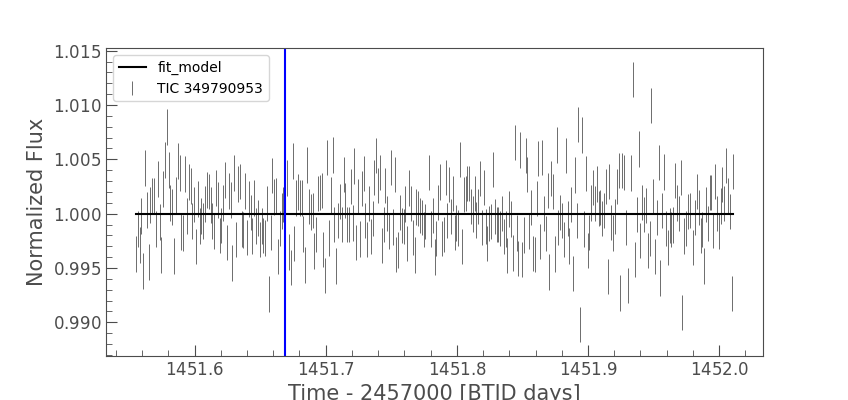 1.015
1.010
1.005
1.000
0.995
0.990
Normalized Flux
fit_model
TIC 349790953
1451.6
1451.7
1451.8
1451.9
1452.0
Time - 2457000 [BTJD days]